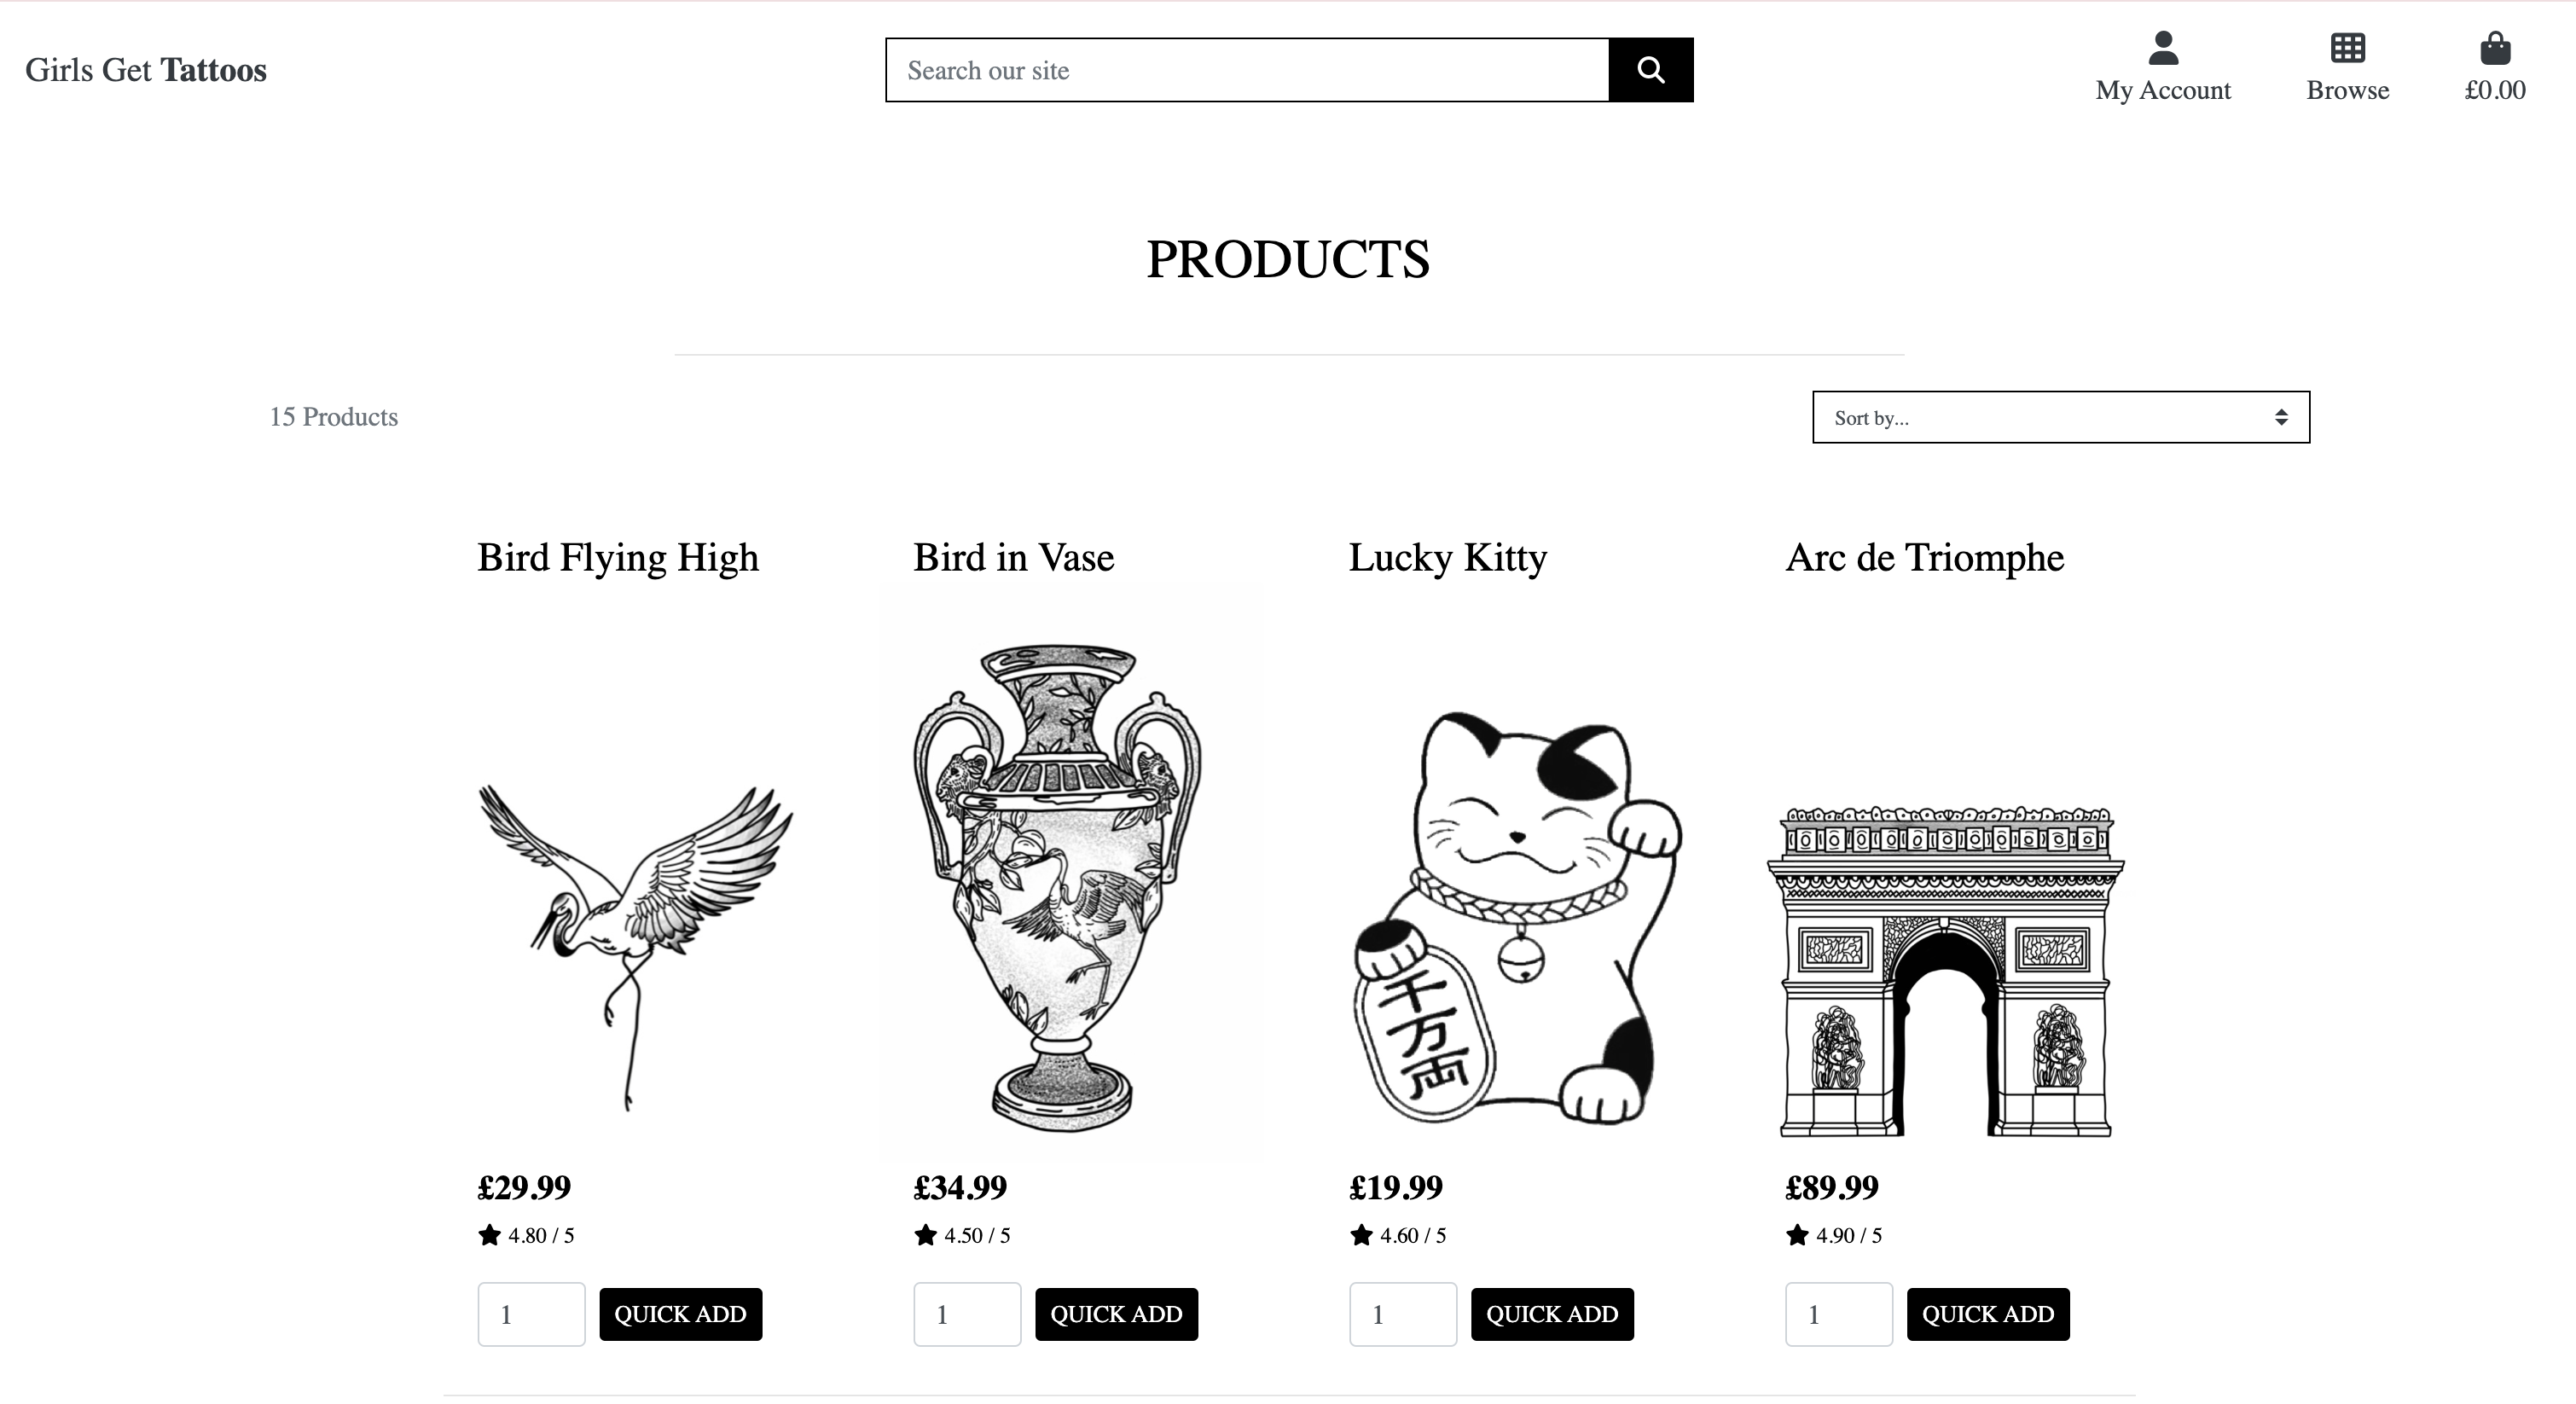 Girls Get Tattoos
Search our site
My Account
Browse
£0.00
PRODUCTS
15 Products
Sort by...
Bird Flying High
Bird in Vase
Lucky Kitty
Arc de Triomphe
千万両
£29.99
£34.99
£19.99
£89.99
4.80 / 5
4.50 / 5
4.60 / 5
4.90 / 5
1
QUICK ADD
1
QUICK ADD
1
QUICK ADD
1
QUICK ADD